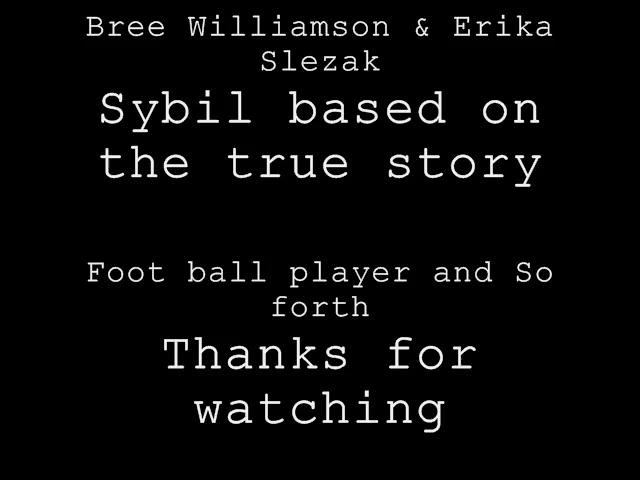 Bree Williamson & Erika
Slezak
Sybil based on
the true story
Foot ball player and So
forth
Thanks for
watching